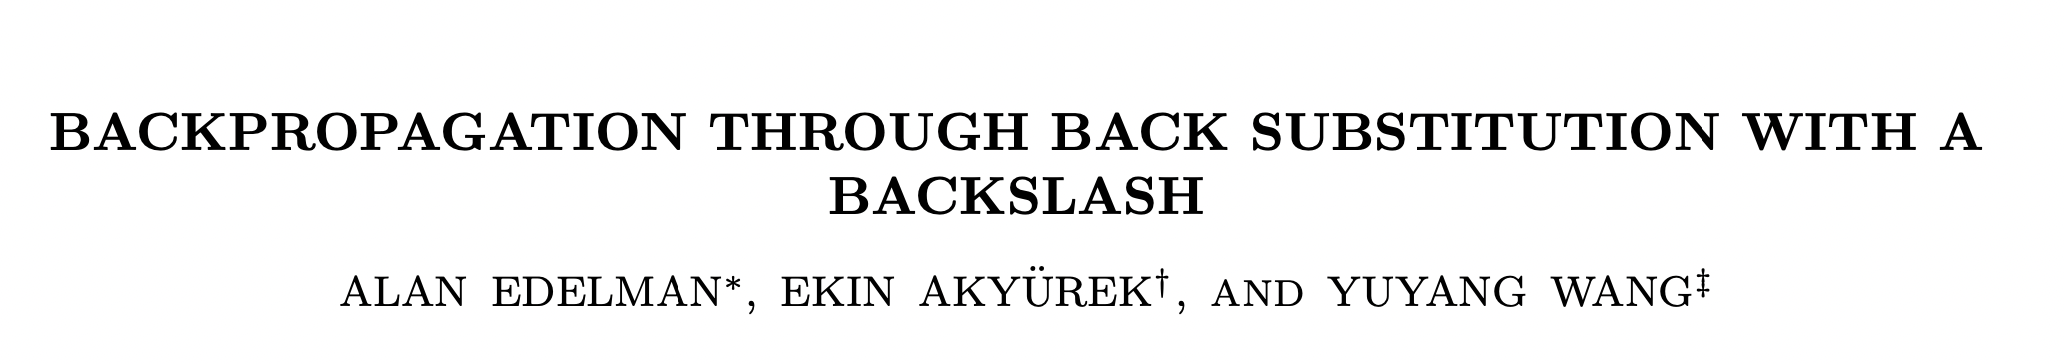 BACKPROPAGATION THROUGH BACK SUBSTITUTION WITH A
BACKSLASH
ALAN EDELMAN*, EKIN AKYÜREK†, AND YUYANG WANG‡